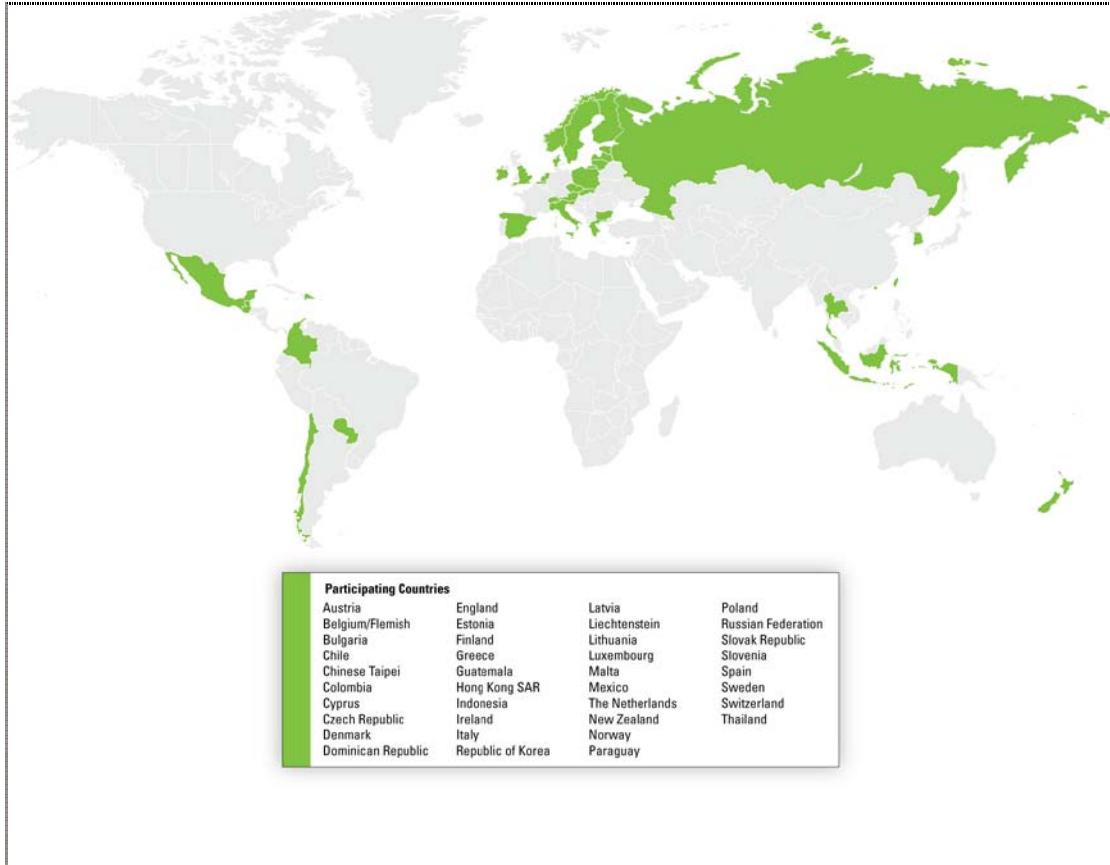 Participating Countries
Austria
Belgium/Flemish
Bulgaria
Chile
Chinese Taipei
Colombia
Cyprus
Czech Republic
Denmark
Dominican Republic
England
Estonia
Finland
Greece
Guatemala
Hong Kong SAR
Indonesia
Ireland
Italy
Republic of Korea
Latvia
Liechtenstein
Lithuania
Luxembourg
Malta
Mexico
The Netherlands
New Zealand
Norway
Paraguay
Poland
Russian Federation
Slovak Republic
Slovenia
Spain
Sweden
Switzerland
Thailand